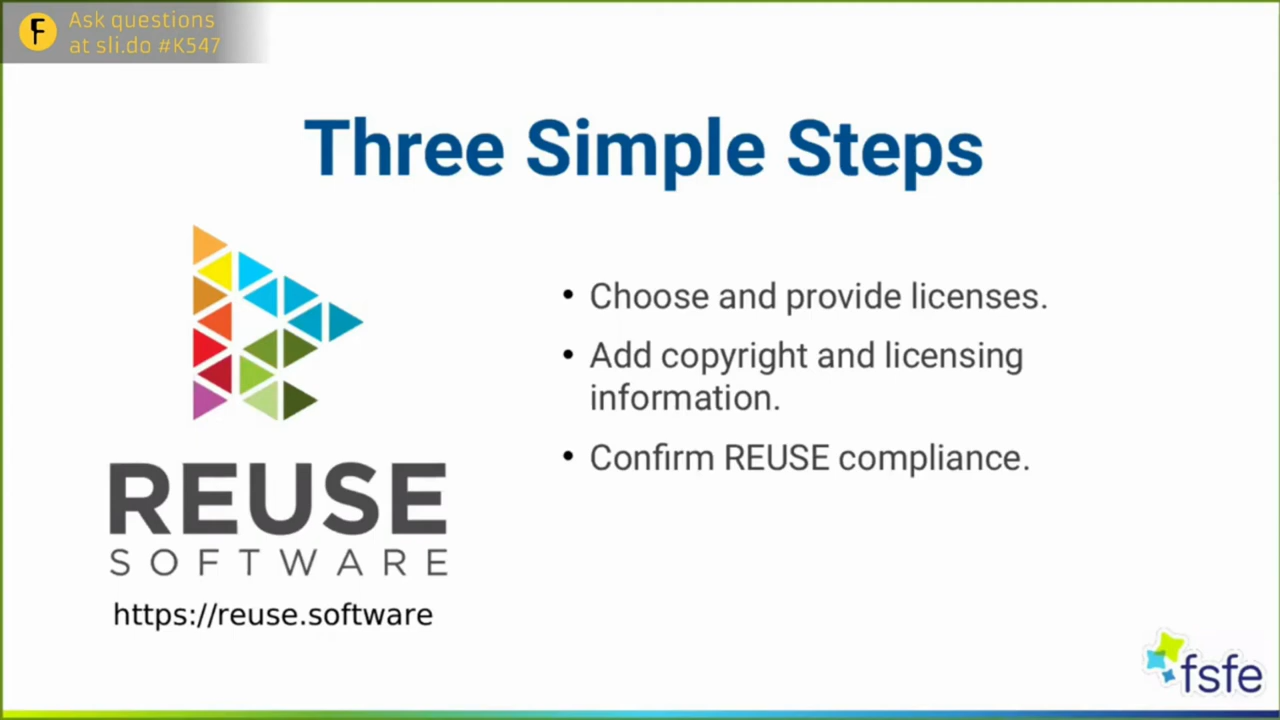 Ask questions
at sli.do #K547
Three Simple Steps
• Choose and provide licenses.
• Add copyright and licensing
information.
• Confirm REUSE compliance.
REUSE
SOFTWARE
https://reuse.software
fsfe